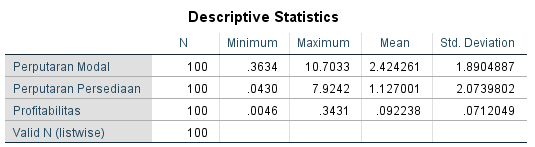 Descriptive Statistics
N Minimum Maximum Mean Std. Deviation
Perputaran Modal 100 .3634 10.7033 2.424261 1.8904887
Perputaran Persediaan 100 .0430 7.9242 1.127001 2.0739802
Profitabilitas 100 .0046 .3431 .092238 .0712049
Valid N (listwise) 100